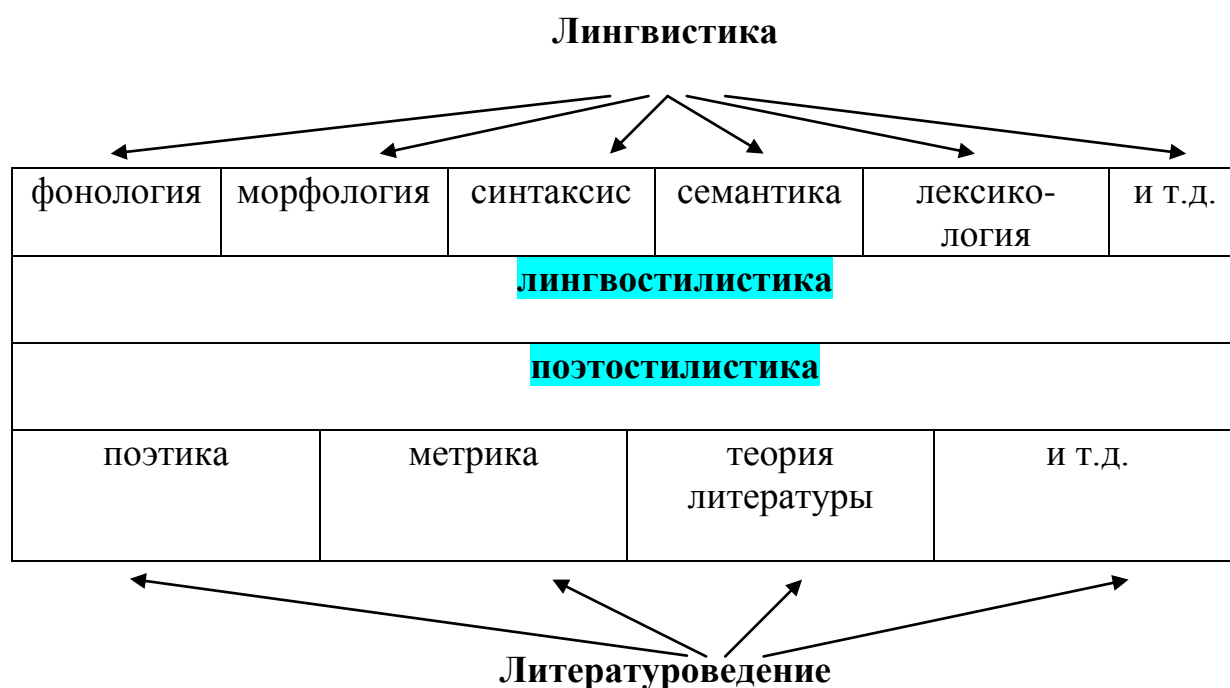 Лингвистика
фонология морфология синтаксис семантика лексико- и т.д.
логия
лингвостилистика
поэтостилистика
поэтика метрика теория и т.д.
литературы
Литературоведение